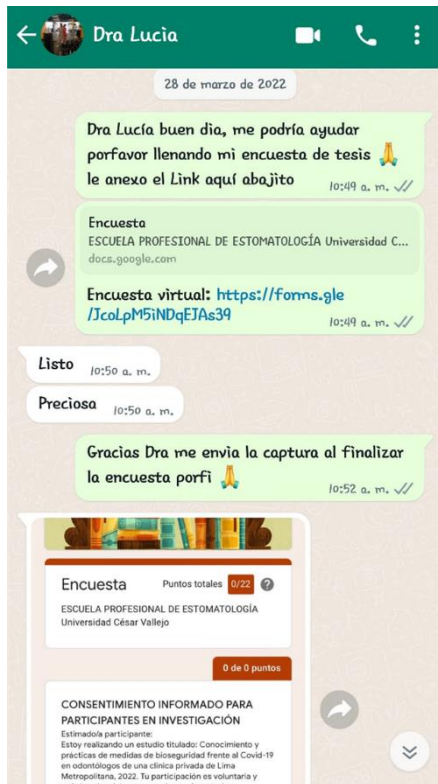 Dra Lucia
28 de marzo de 2022
Dra Lucía buen dia, me podría ayudar
porfavor llenando mi encuesta de tesis 🙏
le anexo el Link aquí abajito
10:49 a. m.
Encuesta
ESCUELA PROFESIONAL DE ESTOMATOLOGÍA Universidad C...
docs.google.com
Encuesta virtual: https://forms.gle
/JcoLpM5iNDqEJAs39
10:49 a. m.
Listo 10:50 a. m.
Preciosa 10:50 a. m.
Gracias Dra me envia la captura al finalizar
la encuesta porfi 🙏
10:52 a. m.
Encuesta Puntos totales 0/22 ?
ESCUELA PROFESIONAL DE ESTOMATOLOGÍA
Universidad César Vallejo
0 de 0 puntos
CONSENTIMIENTO INFORMADO PARA
PARTICIPANTES EN INVESTIGACIÓN
Estimado/a participante:
Estoy realizando un estudio titulado: Conocimiento y
prácticas de medidas de bioseguridad frente al Covid-19
en odontólogos de una clínica privada de Lima
Metropolitana, 2022. Tu participación es voluntaria y